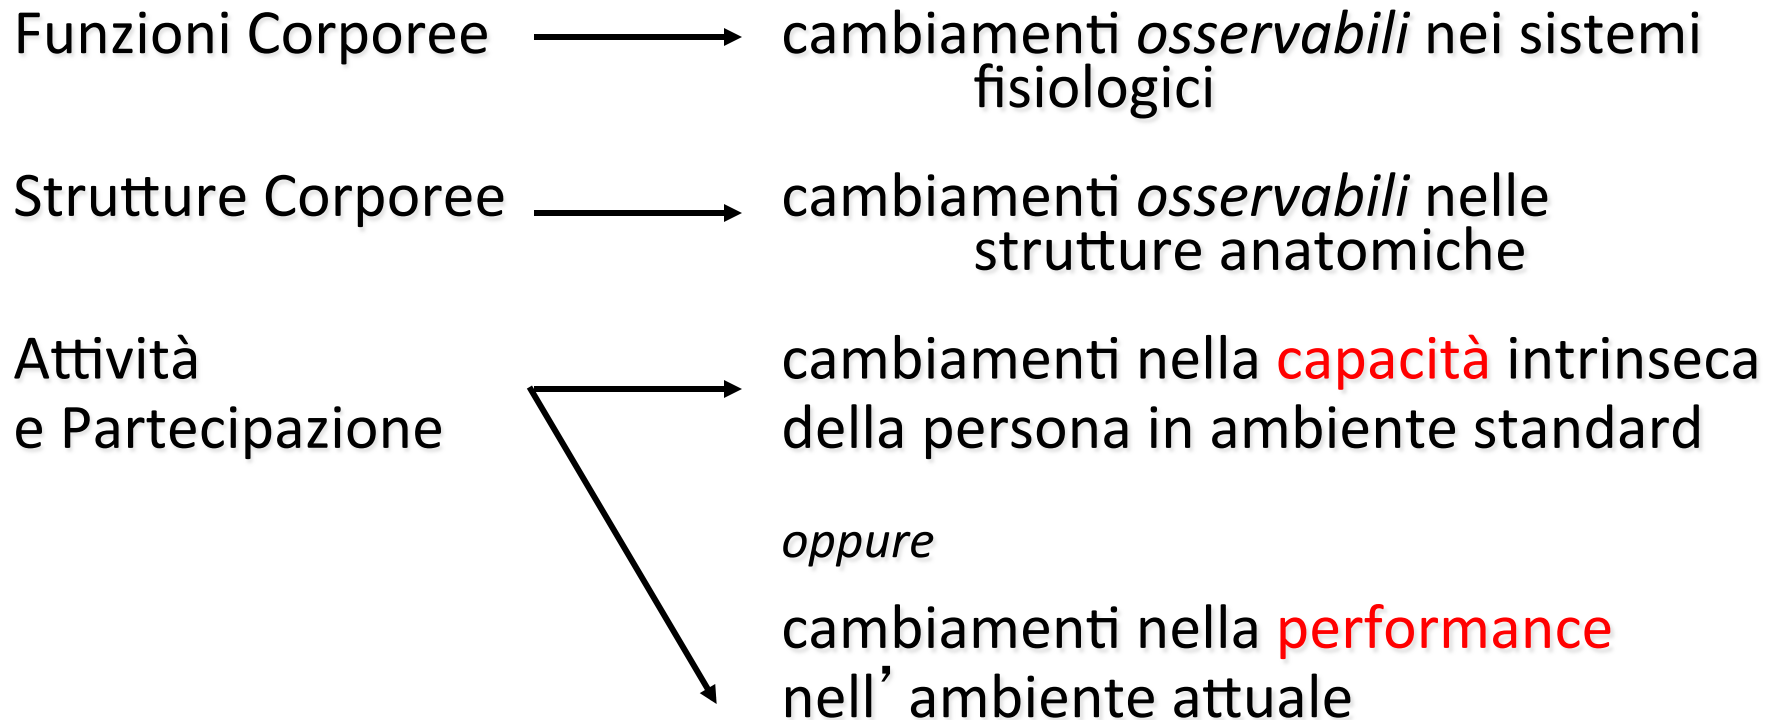 Funzioni Corporee
cambiamenti osservabili nei sistemi
fisiologici
Strutture Corporee
cambiamenti osservabili nelle
strutture anatomiche
Attività
e Partecipazione
cambiamenti nella capacità intrinseca
della persona in ambiente standard
oppure
cambiamenti nella performance
nell’ ambiente attuale